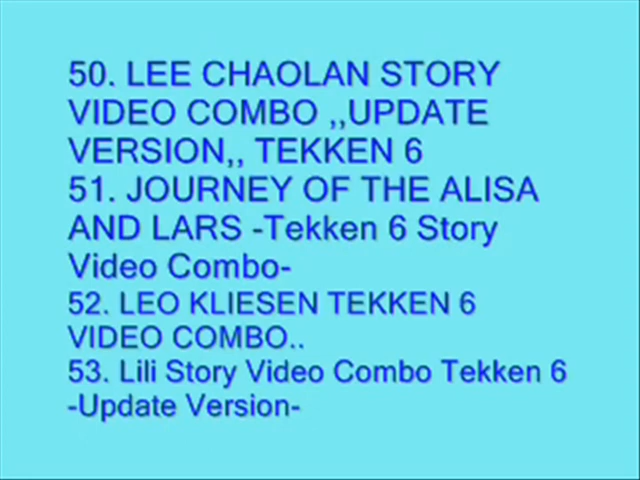 50. LEE CHAOLAN STORY
VIDEO COMBO ,,UPDATE
VERSION,, TEKKEN 6
51. JOURNEY OF THE ALISA
AND LARS -Tekken 6 Story
Video Combo-
52. LEO KLIESEN TEKKEN 6
VIDEO COMBO..
53. Lili Story Video Combo Tekken 6
-Update Version-